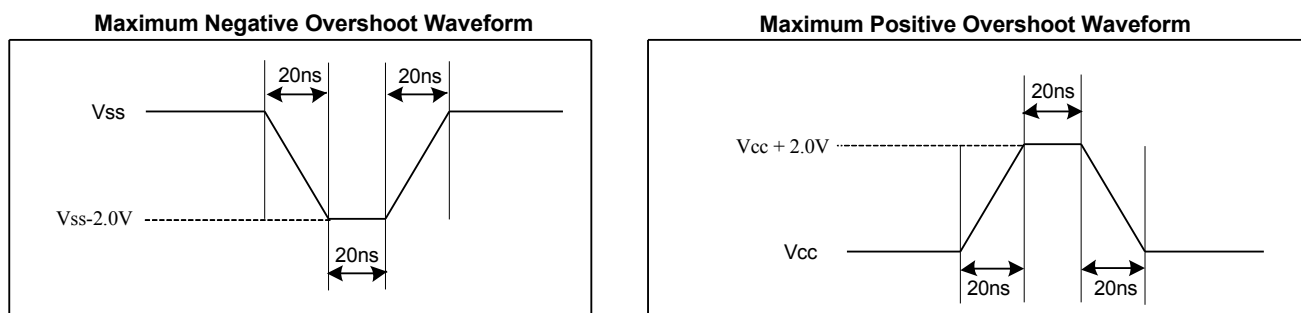 Maximum Negative Overshoot Waveform
20ns
20ns
Vss
Vss-2.0V
20ns
Maximum Positive Overshoot Waveform
20ns
Vcc + 2.0V
Vcc
20ns
20ns